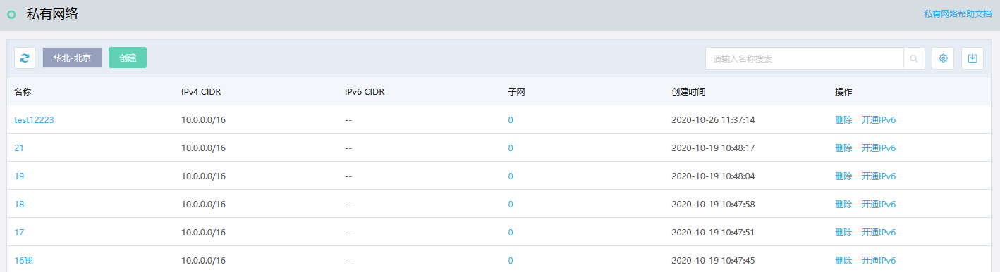 私有网络 私有网络帮助文档
华北-北京 创建 请输入名称搜索
名称 IPv4 CIDR IPv6 CIDR 子网 创建时间 操作
test12223 10.0.0.0/16 -- 0 2020-10-26 11:37:14 删除 开通IPv6
21 10.0.0.0/16 -- 0 2020-10-19 10:48:17 删除 开通IPv6
19 10.0.0.0/16 -- 0 2020-10-19 10:48:04 删除 开通IPv6
18 10.0.0.0/16 -- 0 2020-10-19 10:47:58 删除 开通IPv6
17 10.0.0.0/16 -- 0 2020-10-19 10:47:51 删除 开通IPv6
16我 10.0.0.0/16 -- 0 2020-10-19 10:47:45 删除 开通IPv6